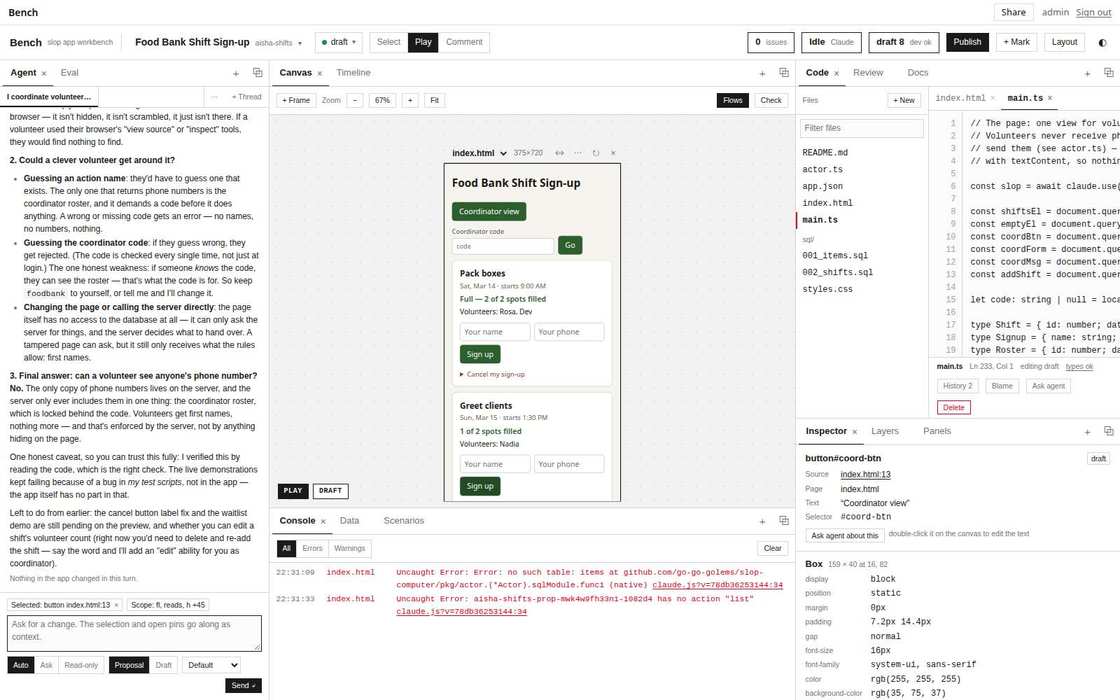 Bench
Share admin Sign out
Bench slop app workbench Food Bank Shift Sign-up aisha-shifts ▾ draft ▾ Select Play Comment 0 issues Idle Claude draft 8 dev ok Publish + Mark Layout
Agent × Eval
I coordinate volunteer… ··· + Thread
browser — it isn't hidden, it isn't scrambled, it just isn't there. If a
volunteer used their browser's "view source" or "inspect" tools,
they would find nothing to find.
2. Could a clever volunteer get around it?
• Guessing an action name: they'd have to guess one that
exists. The only one that returns phone numbers is the
coordinator roster, and it demands a code before it does
anything. A wrong or missing code gets an error — no names,
no numbers, nothing.
• Guessing the coordinator code: if they guess wrong, they
get rejected. (The code is checked every single time, not just at
login.) The one honest weakness: if someone knows the code,
they can see the roster — that's what the code is for. So keep
foodbank to yourself, or tell me and I'll change it.
• Changing the page or calling the server directly: the page
itself has no access to the database at all — it can only ask the
server for things, and the server decides what to hand over. A
tampered page can ask, but it still only receives what the rules
allow: first names.
3. Final answer: can a volunteer see anyone's phone number?
No. The only copy of phone numbers lives on the server, and the
server only ever includes them in one thing: the coordinator roster,
which is locked behind the code. Volunteers get first names,
nothing more — and that's enforced by the server, not by anything
hiding on the page.
One honest caveat, so you can trust this fully: I verified this by
reading the code, which is the right check. The live demonstrations
kept failing because of a bug in my test scripts, not in the app —
the app itself has no part in that.
Left to do from earlier: the cancel button label fix and the waitlist
demo are still pending on the preview, and whether you can edit a
shift's volunteer count (right now you'd need to delete and re-add
the shift — say the word and I'll add an "edit" ability for you as
coordinator).
Nothing in the app changed in this turn.
Selected: button index.html:13 × Scope: fl, reads, h +45
Ask for a change. The selection and open pins go along as
context.
Auto Ask Read-only Proposal Draft Default
Send
Canvas × Timeline +
+ Frame Zoom − 67% + Fit Flows Check
index.html 375×720 ··· ×
Food Bank Shift Sign-up
Coordinator view
Coordinator code
code Go
Pack boxes
Sat, Mar 14 · starts 9:00 AM
Full — 2 of 2 spots filled
Volunteers: Rosa, Dev
Your name Your phone
Sign up
▸ Cancel my sign-up
Greet clients
Sun, Mar 15 · starts 1:30 PM
1 of 2 spots filled
Volunteers: Nadia
Your name Your phone
Sign up
PLAY DRAFT
Console × Data Scenarios +
All Errors Warnings Clear
22:31:09 index.html Uncaught Error: Error: no such table: items at github.com/go-go-golems/slop-
computer/pkg/actor.(*Actor).sqlModule.func1 (native) claude.js?v=78db36253144:34
22:31:33 index.html Uncaught Error: aisha-shifts-prop-mwk4w9fh33n1-1082d4 has no action "list"
claude.js?v=78db36253144:34
Code × Review Docs +
Files + New
Filter files
README.md
actor.ts
app.json
index.html
main.ts
sql/
001_items.sql
002_shifts.sql
styles.css
index.html × main.ts ×
1 // The page: one view for volu
2 // Volunteers never receive ph
3 // send them (see actor.ts) —
4 // with textContent, so nothin
5
6 const slop = await claude.use(
7
8 const shiftsEl = document.quer
9 const emptyEl = document.query
10 const coordBtn = document.quer
11 const coordForm = document.que
12 const coordMsg = document.quer
13 const addShift = document.quer
14
15 let code: string | null = loca
16
17 type Shift = { id: number; dat
18 type Signup = { name: string;
19 type Roster = { id: number; da
main.ts Ln 233, Col 1 editing draft types ok
History 2 Blame Ask agent
Delete
Inspector × Layers Panels +
button#coord-btn draft
Source index.html:13
Page index.html
Text "Coordinator view"
Selector #coord-btn
Ask agent about this double-click it on the canvas to edit the text
Box 159 × 40 at 16, 82
display block
position static
margin 0px
padding 7.2px 14.4px
gap normal
font-size 16px
font-family system-ui, sans-serif
color rgb(255, 255, 255)
background-color rgb(35, 75, 37)